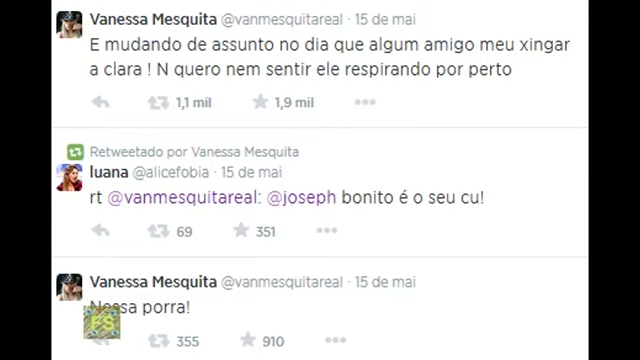 Vanessa Mesquita @vanmesquitareal · 15 de mai
E mudando de assunto no dia que algum amigo meu xingar
a clara ! N quero nem sentir ele respirando por perto
1,1 mil 1,9 mil
Retweetado por Vanessa Mesquita
luana @alicefobia · 15 de mai
rt @vanmesquitareal: @joseph bonito é o seu cu!
69 351
Vanessa Mesquita @vanmesquitareal · 15 de mai
Nossa porra!
FS
355 910